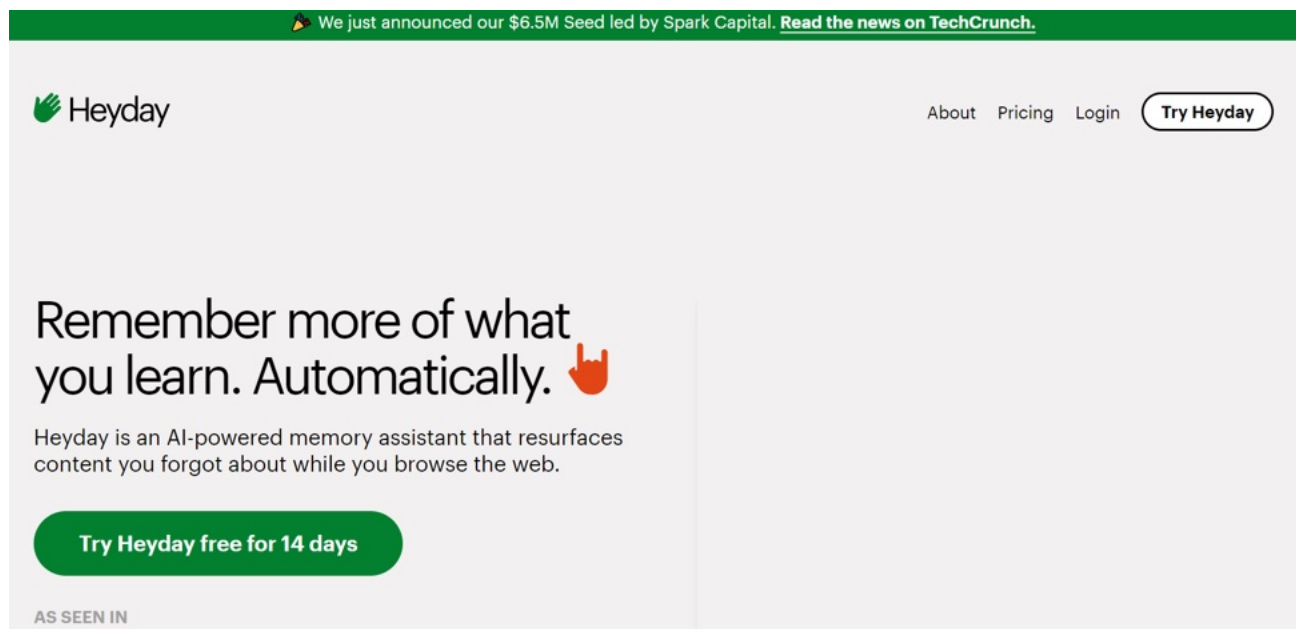 We just announced our $6.5M Seed led by Spark Capital. Read the news on TechCrunch.
Heyday
About Pricing Login Try Heyday
Remember more of what
you learn. Automatically.
Heyday is an AI-powered memory assistant that resurfaces
content you forgot about while you browse the web.
Try Heyday free for 14 days
AS SEEN IN